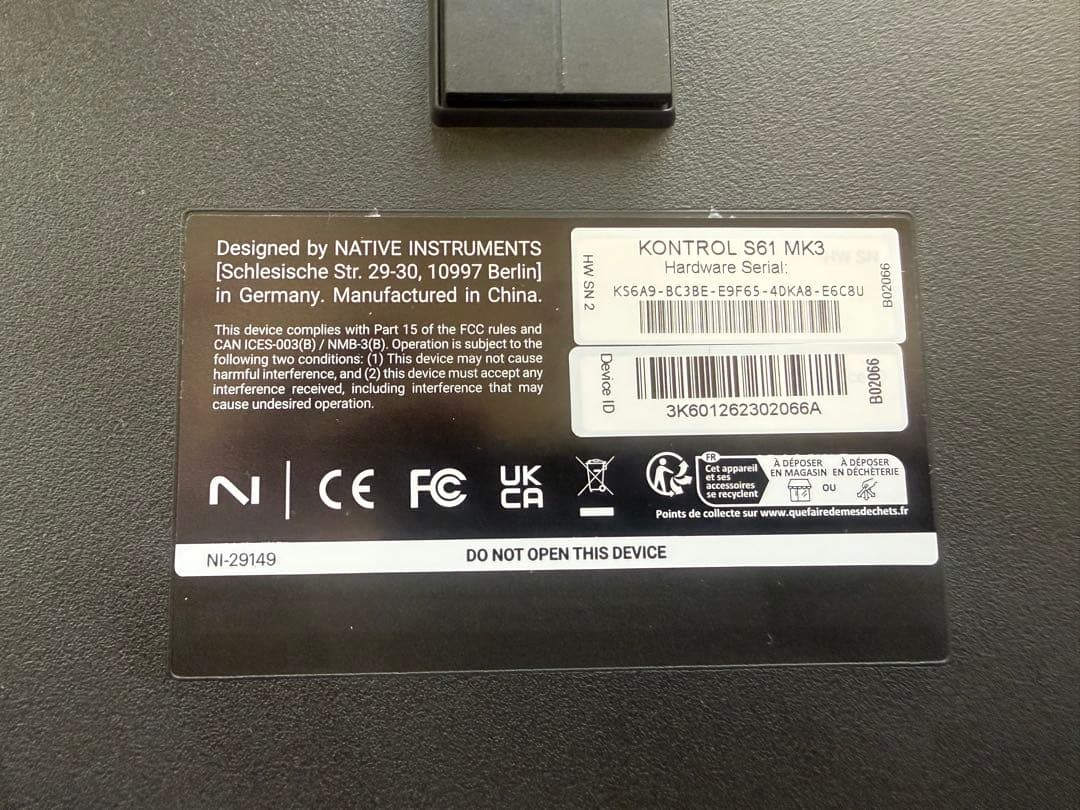 Designed by NATIVE INSTRUMENTS
[Schlesische Str. 29-30, 10997 Berlin]
in Germany. Manufactured in China.
This device complies with Part 15 of the FCC rules and
CAN ICES-003(B) / NMB-3(B). Operation is subject to the
following two conditions: (1) This device may not cause
harmful interference, and (2) this device must accept any
interference received, including interference that may
cause undesired operation.
HW SN 2
KONTROL S61 MK3
Hardware Serial:
KS6A9-BC3BE-E9F65-4DKA8-E6C8U
B02066
HW SN
Device ID
3K601262302066A
B02066
NI
CE
FC
UK
CA
FR
Cet appareil
et ses
accessoires
se recyclent
À DÉPOSER
EN MAGASIN
OU
À DÉPOSER
EN DÉCHÈTERIE
Points de collecte sur www.quefairedemesdechets.fr
NI-29149
DO NOT OPEN THIS DEVICE